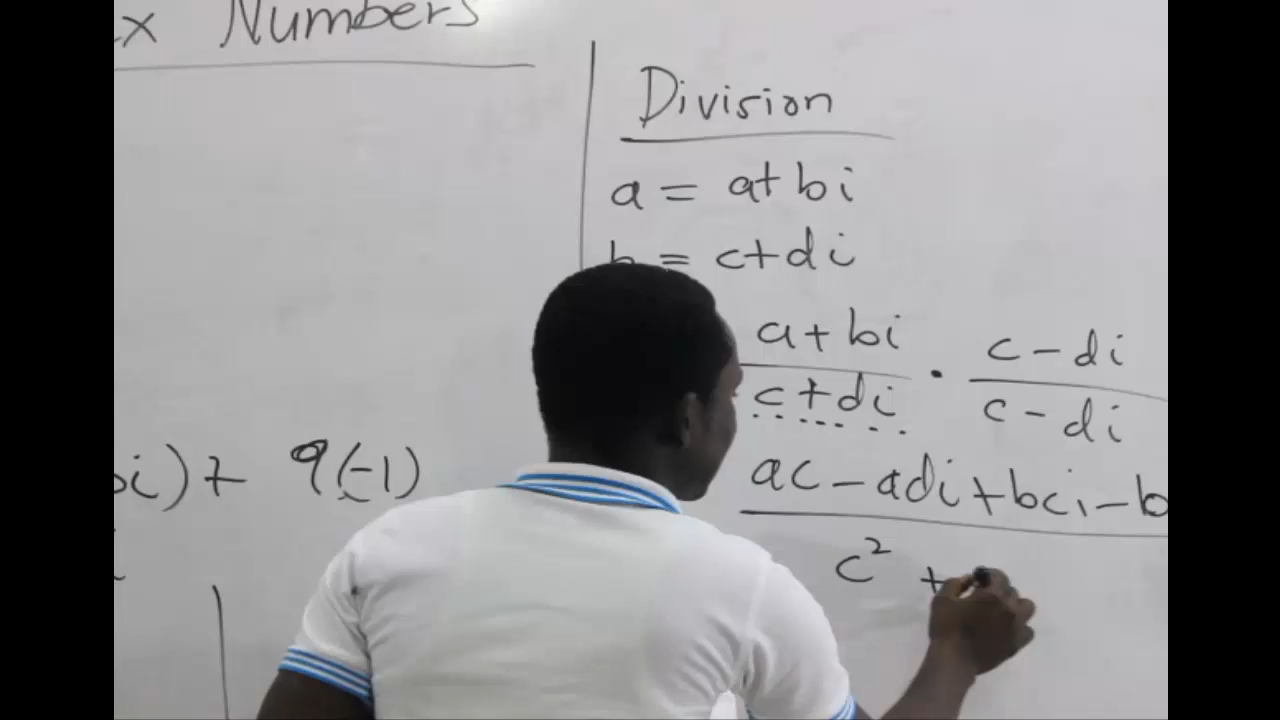 x Numbers
i) + 9(-1)
Division
a = a+bi
= c+di
a+bi · c-di
c+di c-di
ac-adi+bci-b
c² +